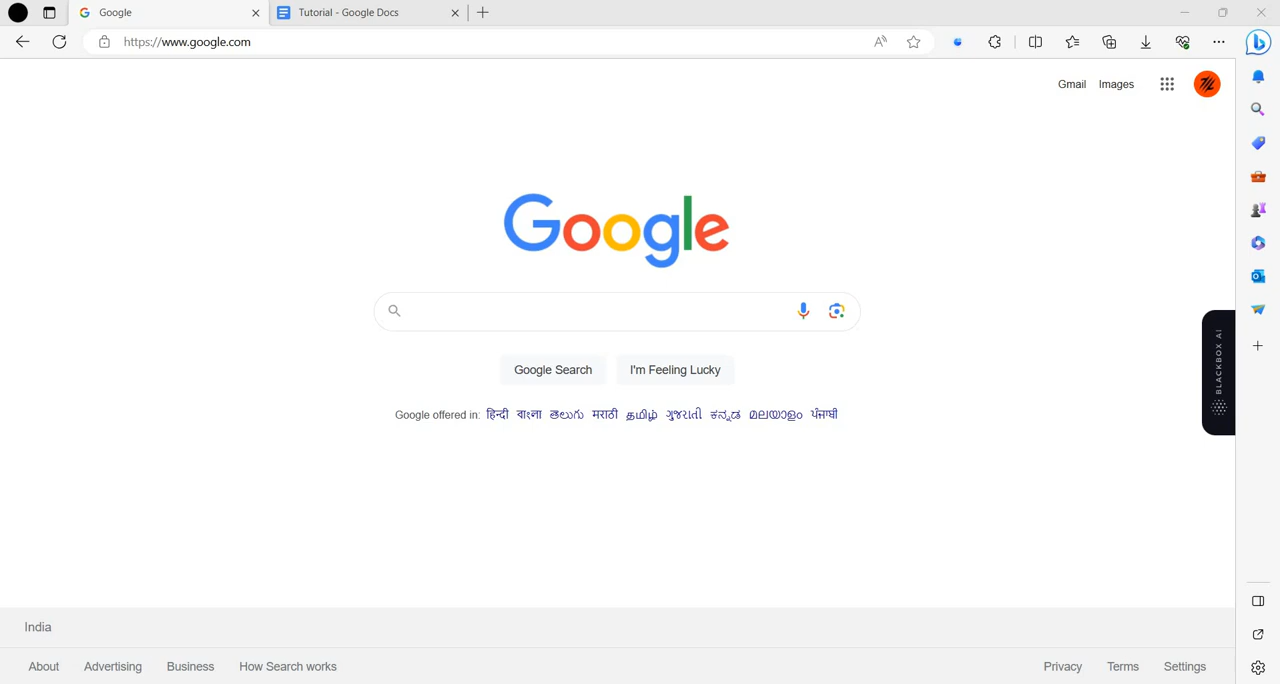 Google
Tutorial - Google Docs
https://www.google.com
Gmail Images
Google
Google Search
I'm Feeling Lucky
Google offered in: हिन्दी বাংলা తెలుగు मराठी தமிழ் ગુજરાતી ಕನ್ನಡ മലയാളം ਪੰਜਾਬੀ
BLACKBOX AI
India
About Advertising Business How Search works
Privacy Terms Settings